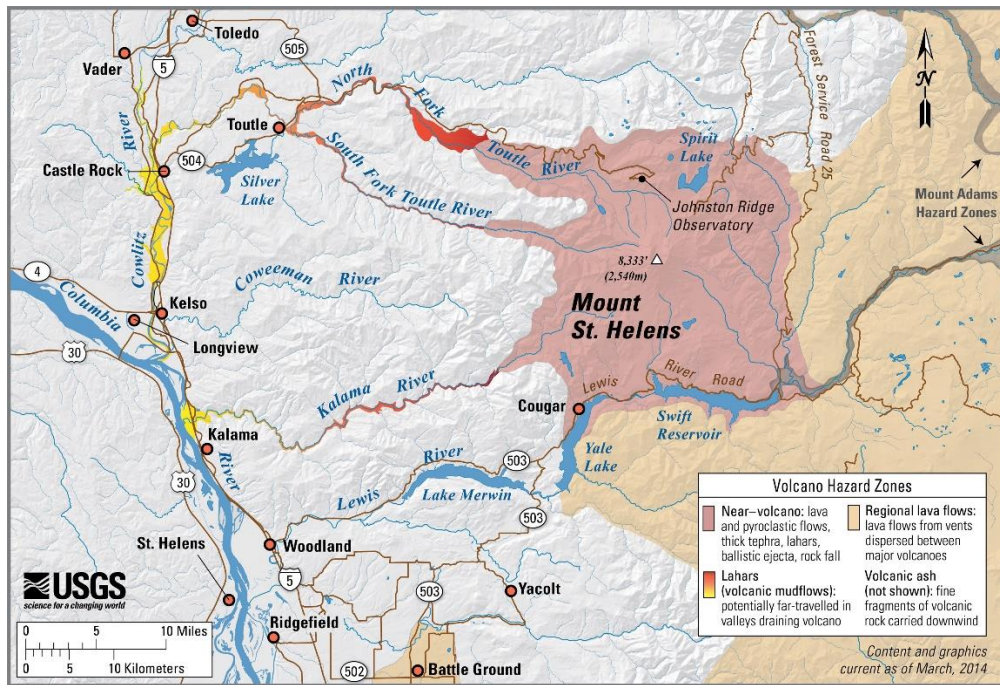 Toledo
505
Vader
5
North
Fork
Toutle River
Forest Service Road 25
N
River
Toutle
Castle Rock
504
Silver
Lake
South Fork Toutle River
Spirit
Lake
Johnston Ridge
Observatory
Mount Adams
Hazard Zones
8,333'
(2,540m)
Mount
St. Helens
4
Columbia
Cowlitz
Coweeman River
Kelso
Longview
30
Kalama River
Lewis River Road
Cougar
Swift
Reservoir
Yale
Lake
Kalama
River
30
503
Lewis River
Lake Merwin
503
Woodland
St. Helens
5
503
Yacolt
Ridgefield
502
Battle Ground
USGS
science for a changing world
0 5 10 Miles
0 5 10 Kilometers
Volcano Hazard Zones
Near–volcano: lava
and pyroclastic flows,
thick tephra, lahars,
ballistic ejecta, rock fall
Lahars
(volcanic mudflows):
potentially far-travelled in
valleys draining volcano
Regional lava flows:
lava flows from vents
dispersed between
major volcanoes
Volcanic ash
(not shown): fine
fragments of volcanic
rock carried downwind
Content and graphics
current as of March, 2014